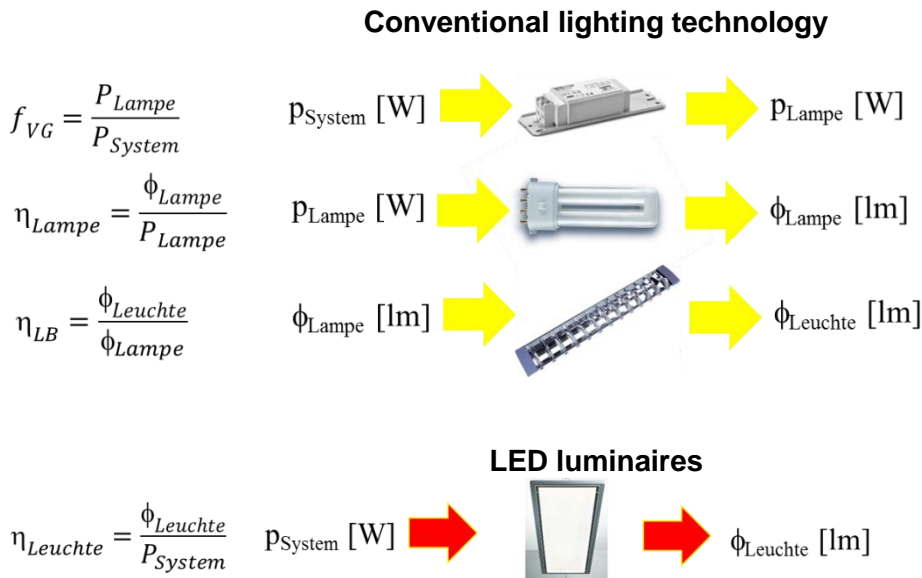 Conventional lighting technology
f_VG = P_Lampe / P_System p_System [W] p_Lampe [W]
η_Lampe = ϕ_Lampe / P_Lampe p_Lampe [W] ϕ_Lampe [lm]
η_LB = ϕ_Leuchte / ϕ_Lampe ϕ_Lampe [lm] ϕ_Leuchte [lm]
LED luminaires
η_Leuchte = ϕ_Leuchte / P_System p_System [W] ϕ_Leuchte [lm]